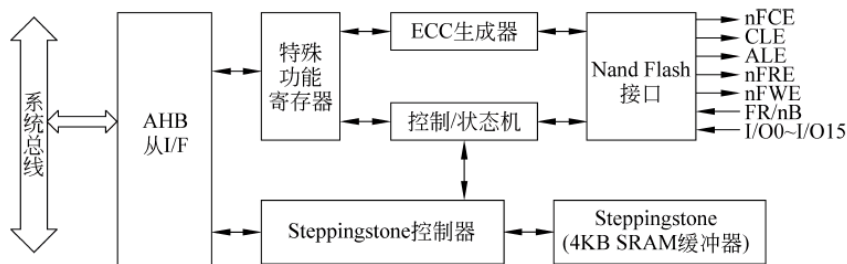 系统总线
AHB
从I/F
特殊
功能
寄存器
ECC生成器
控制/状态机
Nand Flash
接口
nFCE
CLE
ALE
nFRE
nFWE
FR/nB
I/O0~I/O15
Steppingstone控制器
Steppingstone
(4KB SRAM缓冲器)